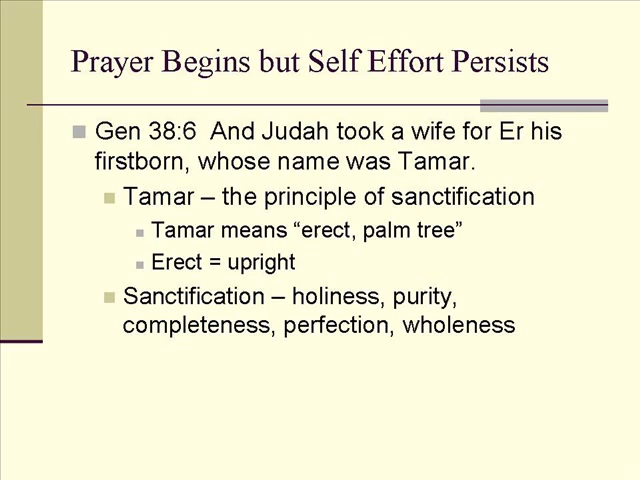 Prayer Begins but Self Effort Persists
Gen 38:6  And Judah took a wife for Er his
firstborn, whose name was Tamar.
Tamar – the principle of sanctification
Tamar means “erect, palm tree”
Erect = upright
Sanctification – holiness, purity,
completeness, perfection, wholeness